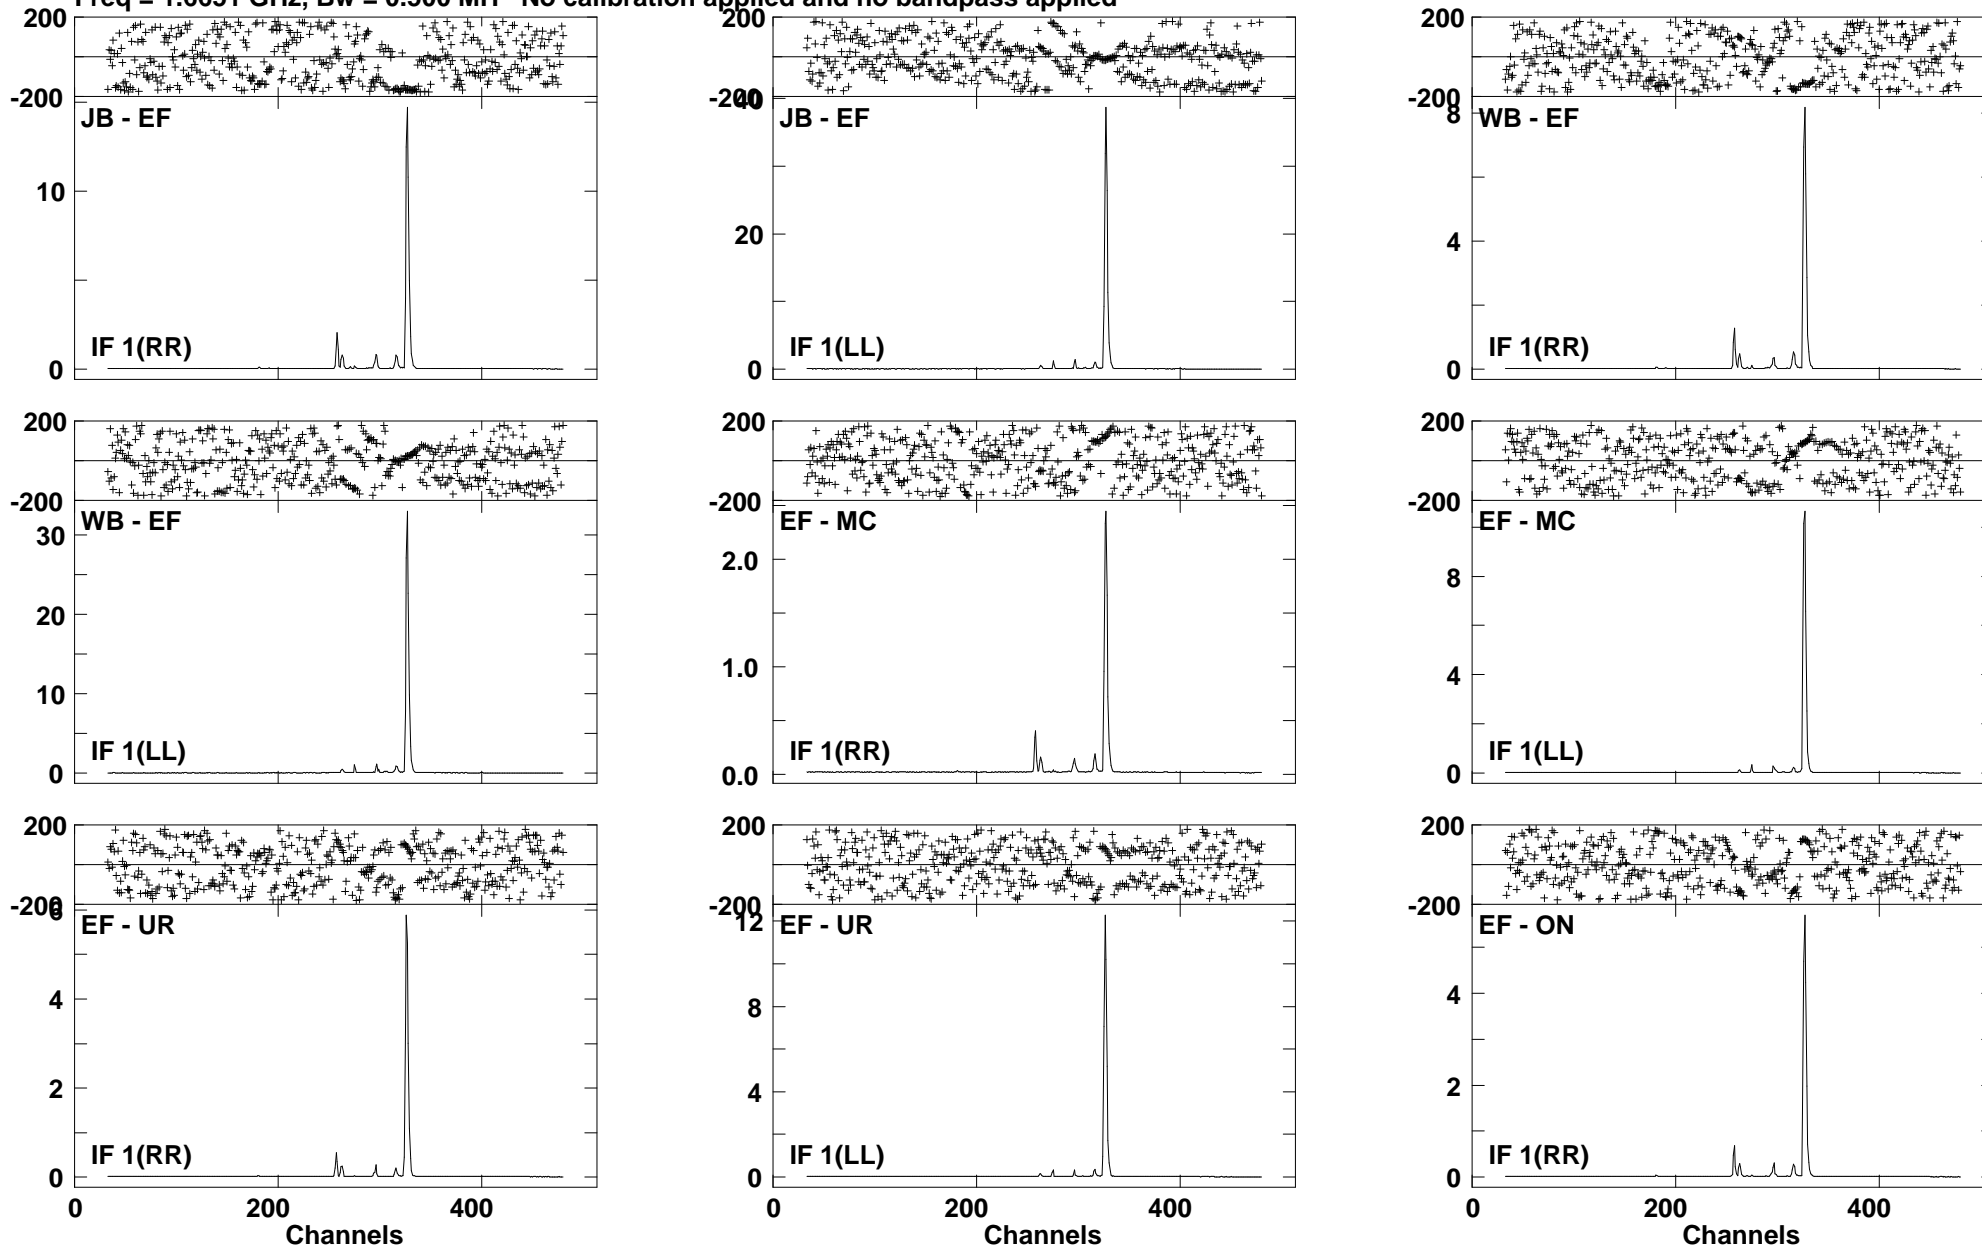 Freq = GHz, Bw = MH No calibration applied and no bandpass applied
200 200 200
-200 -200 -200
40 8
JB - EF JB - EF WB - EF
10 20 4
IF 1(RR) IF 1(LL) IF 1(RR)
0 0 0
200 200 200
-200 -200 -200
WB - EF EF - MC EF - MC
30 2.0 8
20
10 1.0 4
IF 1(LL) IF 1(RR) IF 1(LL)
0 0.0 0
200 200 200
-200 -200 -200
6 12
EF - UR EF - UR EF - ON
4 8 4
2 4 2
IF 1(RR) IF 1(LL) IF 1(RR)
0 0 0
0 200 400 0 200 400 0 200 400
Channels Channels Channels